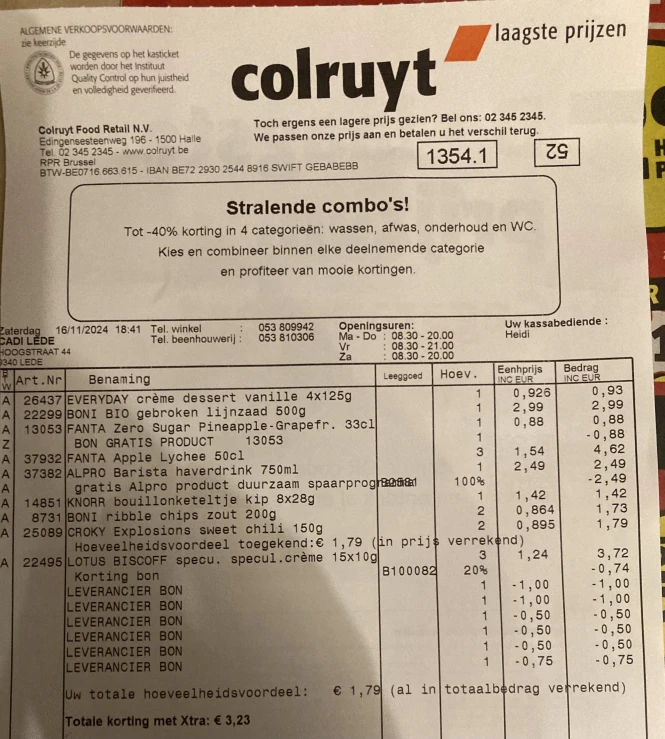 ALGEMENE VERKOOPSVOORWAARDEN:
zie keerzijde
De gegevens op het kasticket
worden door het Instituut
Quality Control op hun juistheid
en volledigheid geverifieerd.
colruyt laagste prijzen
Toch ergens een lagere prijs gezien? Bel ons: 02 345 2345.
We passen onze prijs aan en betalen u het verschil terug.
Colruyt Food Retail N.V.
Edingensesteenweg 196 - 1500 Halle
Tel. 02 345 2345 - www.colruyt.be
RPR Brussel
BTW-BE0716.663.615 - IBAN BE72 2930 2544 8916 SWIFT GEBABEBB
1354.1 52
Stralende combo's!
Tot -40% korting in 4 categorieën: wassen, afwas, onderhoud en WC.
Kies en combineer binnen elke deelnemende categorie
en profiteer van mooie kortingen.
Zaterdag 16/11/2024 18:41 Tel. winkel : 053 809942 Openingsuren: Uw kassabediende :
CADI LEDE Tel. beenhouwerij : 053 810306 Ma - Do : 08.30 - 20.00 Heidi
HOOGSTRAAT 44 Vr : 08.30 - 21.00
9340 LEDE Za : 08.30 - 20.00
BTW Art.Nr Benaming Leeggoed Hoev. Eenhprijs INC EUR Bedrag INC EUR
A 26437 EVERYDAY crème dessert vanille 4x125g 1 0,926 0,93
A 22299 BONI BIO gebroken lijnzaad 500g 1 2,99 2,99
A 13053 FANTA Zero Sugar Pineapple-Grapefr. 33cl 1 0,88 0,88
Z BON GRATIS PRODUCT 13053 1 -0,88
A 37932 FANTA Apple Lychee 50cl 3 1,54 4,62
A 37382 ALPRO Barista haverdrink 750ml 1 2,49 2,49
A gratis Alpro product duurzaam spaarprogramma 100% -2,49
A 14851 KNORR bouillonketeltje kip 8x28g 1 1,42 1,42
A 8731 BONI ribble chips zout 200g 2 0,864 1,73
A 25089 CROKY Explosions sweet chili 150g 2 0,895 1,79
Hoeveelheidsvoordeel toegekend:€ 1,79 (in prijs verrekend)
A 22495 LOTUS BISCOFF specu. specul.crème 15x10g 3 1,24 3,72
Korting bon B100082 20% -0,74
LEVERANCIER BON 1 -1,00 -1,00
LEVERANCIER BON 1 -1,00 -1,00
LEVERANCIER BON 1 -0,50 -0,50
LEVERANCIER BON 1 -0,50 -0,50
LEVERANCIER BON 1 -0,50 -0,50
LEVERANCIER BON 1 -0,75 -0,75
Uw totale hoeveelheidsvoordeel: € 1,79 (al in totaalbedrag verrekend)
Totale korting met Xtra: € 3,23